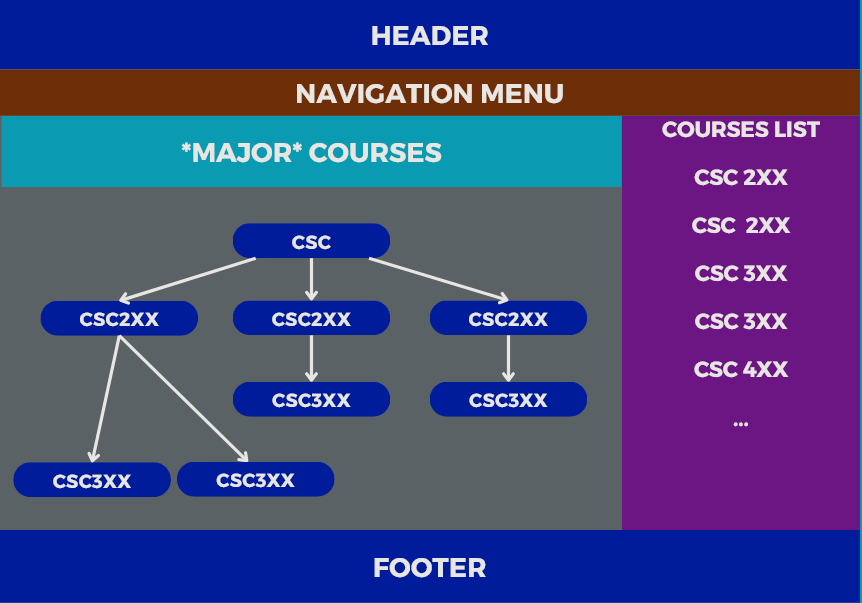 HEADER
NAVIGATION MENU
*MAJOR* COURSES
CSC
CSC2XX
CSC2XX
CSC2XX
CSC3XX
CSC3XX
CSC3XX
CSC3XX
COURSES LIST
CSC 2XX
CSC 2XX
CSC 3XX
CSC 3XX
CSC 4XX
...
FOOTER